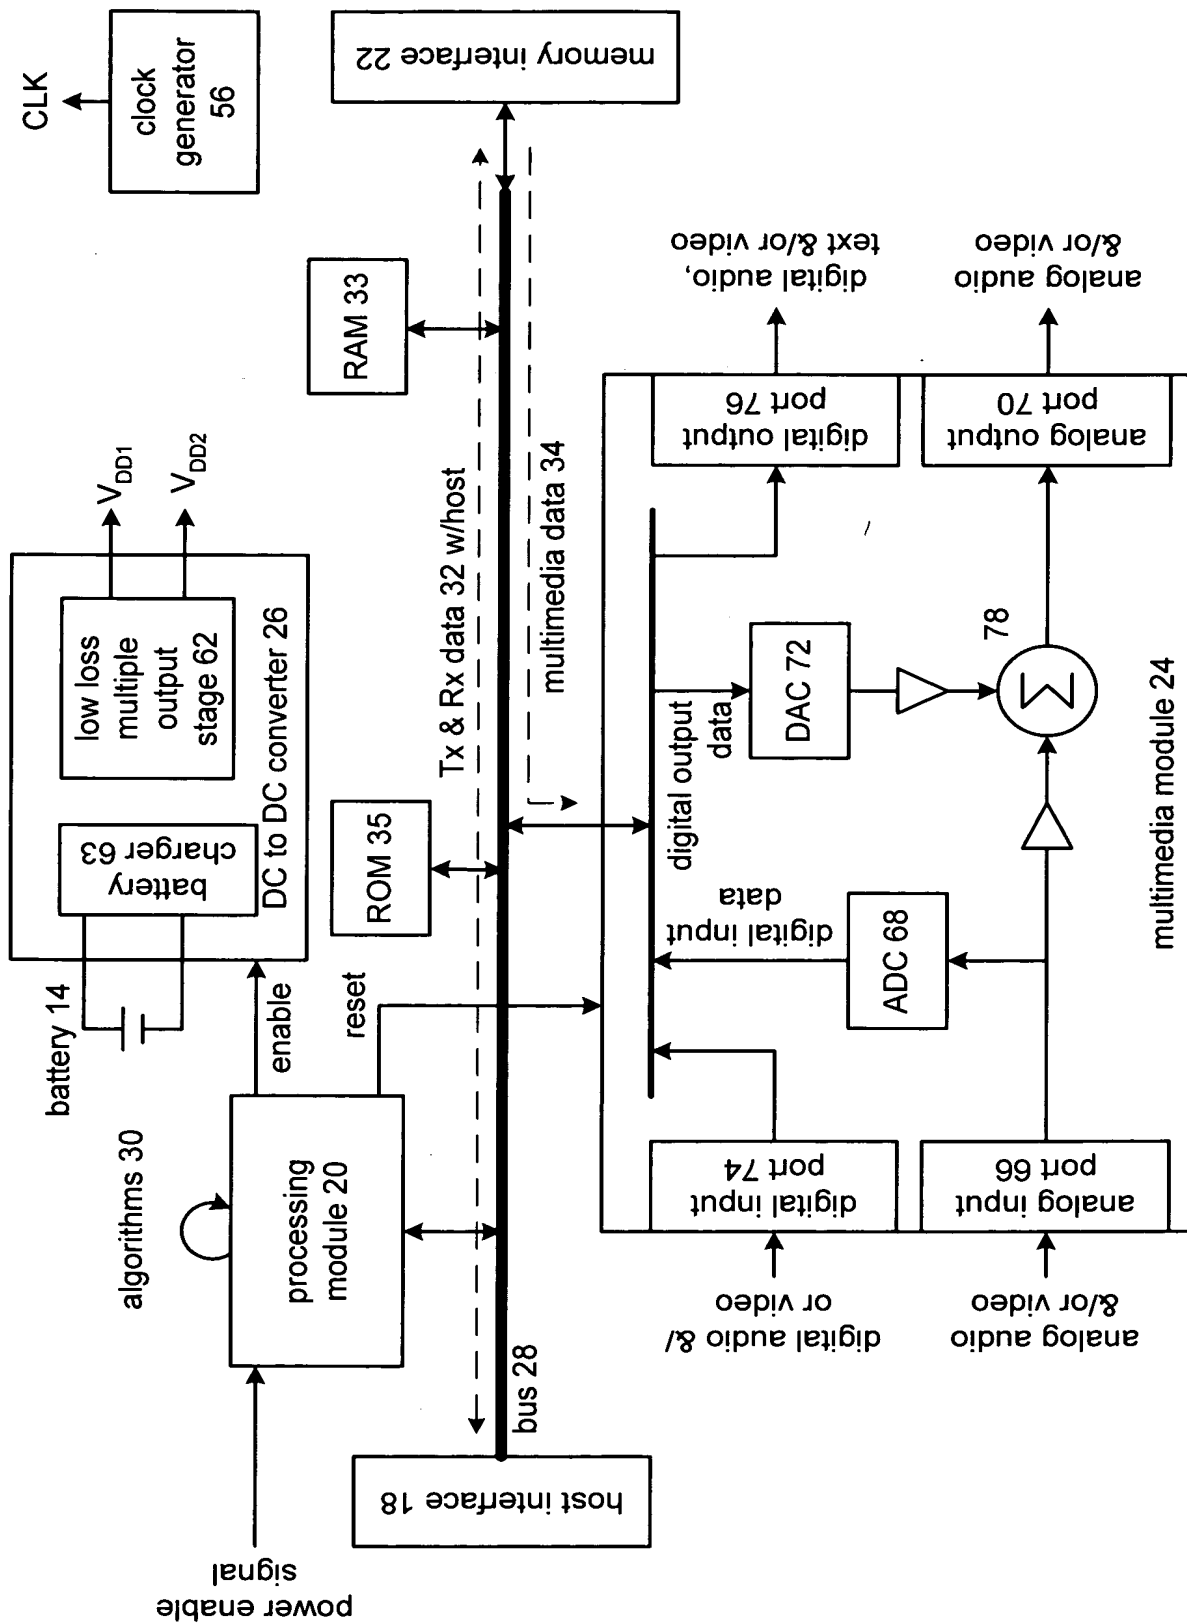 power enable
signal
algorithms 30
processing
module 20
battery 14
enable
reset
battery
charger 63
low loss
multiple
output
stage 62
DC to DC converter 26
VDD1
VDD2
CLK
clock
generator
56
host interface 18
bus 28
ROM 35
Tx & Rx data 32 w/host
multimedia data 34
RAM 33
memory interface 22
digital audio &/
or video
digital input
port 74
digital input
data
digital output
data
digital output
port 76
digital audio,
text &/or video
ADC 68
DAC 72
78
Σ
analog audio
&/or video
analog input
port 66
analog output
port 70
analog audio
&/or video
multimedia module 24